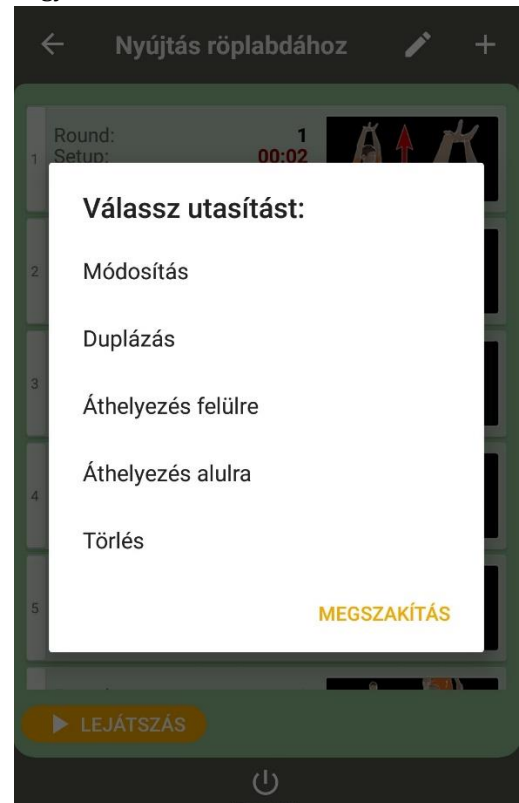 Nyújtás röplabdához
Round: 1
1 Setup: 00:02
Válassz utasítást:
Módosítás
2
Duplázás
3
Áthelyezés felülre
Áthelyezés alulra
4
Törlés
5
MEGSZAKÍTÁS
LEJÁTSZÁS